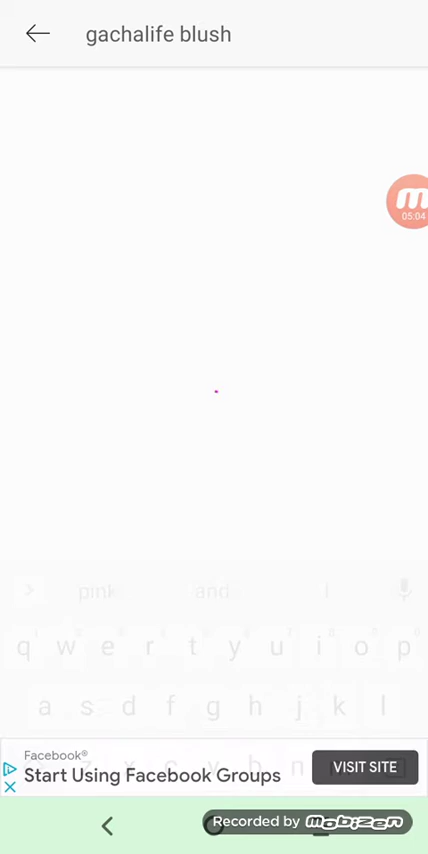 gachalife blush
05:04
pink and I
q w e r t y u i o p
a s d f g h j k l
z x c v b n
Facebook®
Start Using Facebook Groups
VISIT SITE
Recorded by mobizen